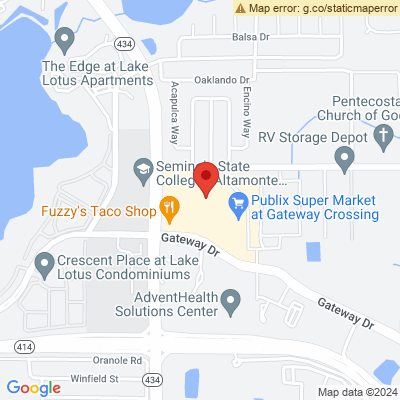 Map error: g.co/staticmaperror
434
Balsa Dr
The Edge at Lake
Lotus Apartments
Oaklando Dr
Acapulca Way
Encino Way
Pentecosta
Church of Go
RV Storage Depot
Seminole State
College, Altamonte...
Publix Super Market
at Gateway Crossing
Fuzzy's Taco Shop
Gateway Dr
Crescent Place at Lake
Lotus Condominiums
AdventHealth
Solutions Center
Gateway Dr
414
Oranole Rd
Winfield St
434
Google
Map data ©2024